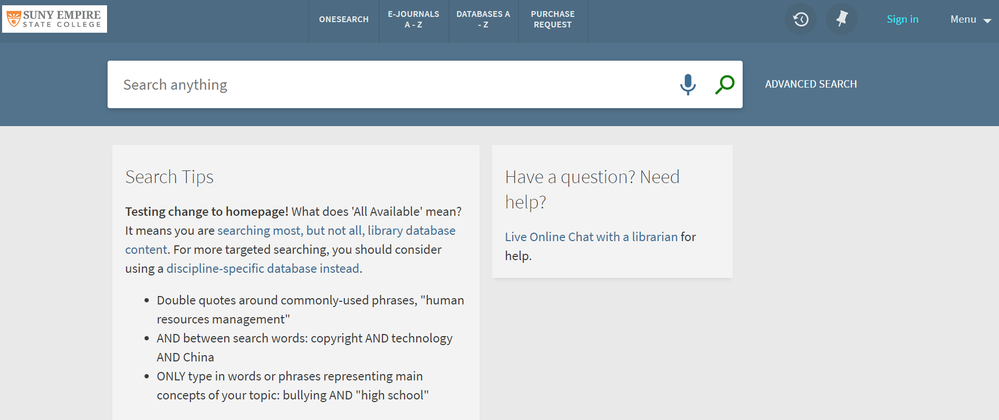 SUNY EMPIRE
STATE COLLEGE
ONESEARCH
E-JOURNALS
A - Z
DATABASES A
- Z
PURCHASE
REQUEST
Sign in
Menu
Search anything
ADVANCED SEARCH
Search Tips
Testing change to homepage! What does 'All Available' mean?
It means you are searching most, but not all, library database
content. For more targeted searching, you should consider
using a discipline-specific database instead.
• Double quotes around commonly-used phrases, "human
resources management"
• AND between search words: copyright AND technology
AND China
• ONLY type in words or phrases representing main
concepts of your topic: bullying AND "high school"
Have a question? Need
help?
Live Online Chat with a librarian for
help.